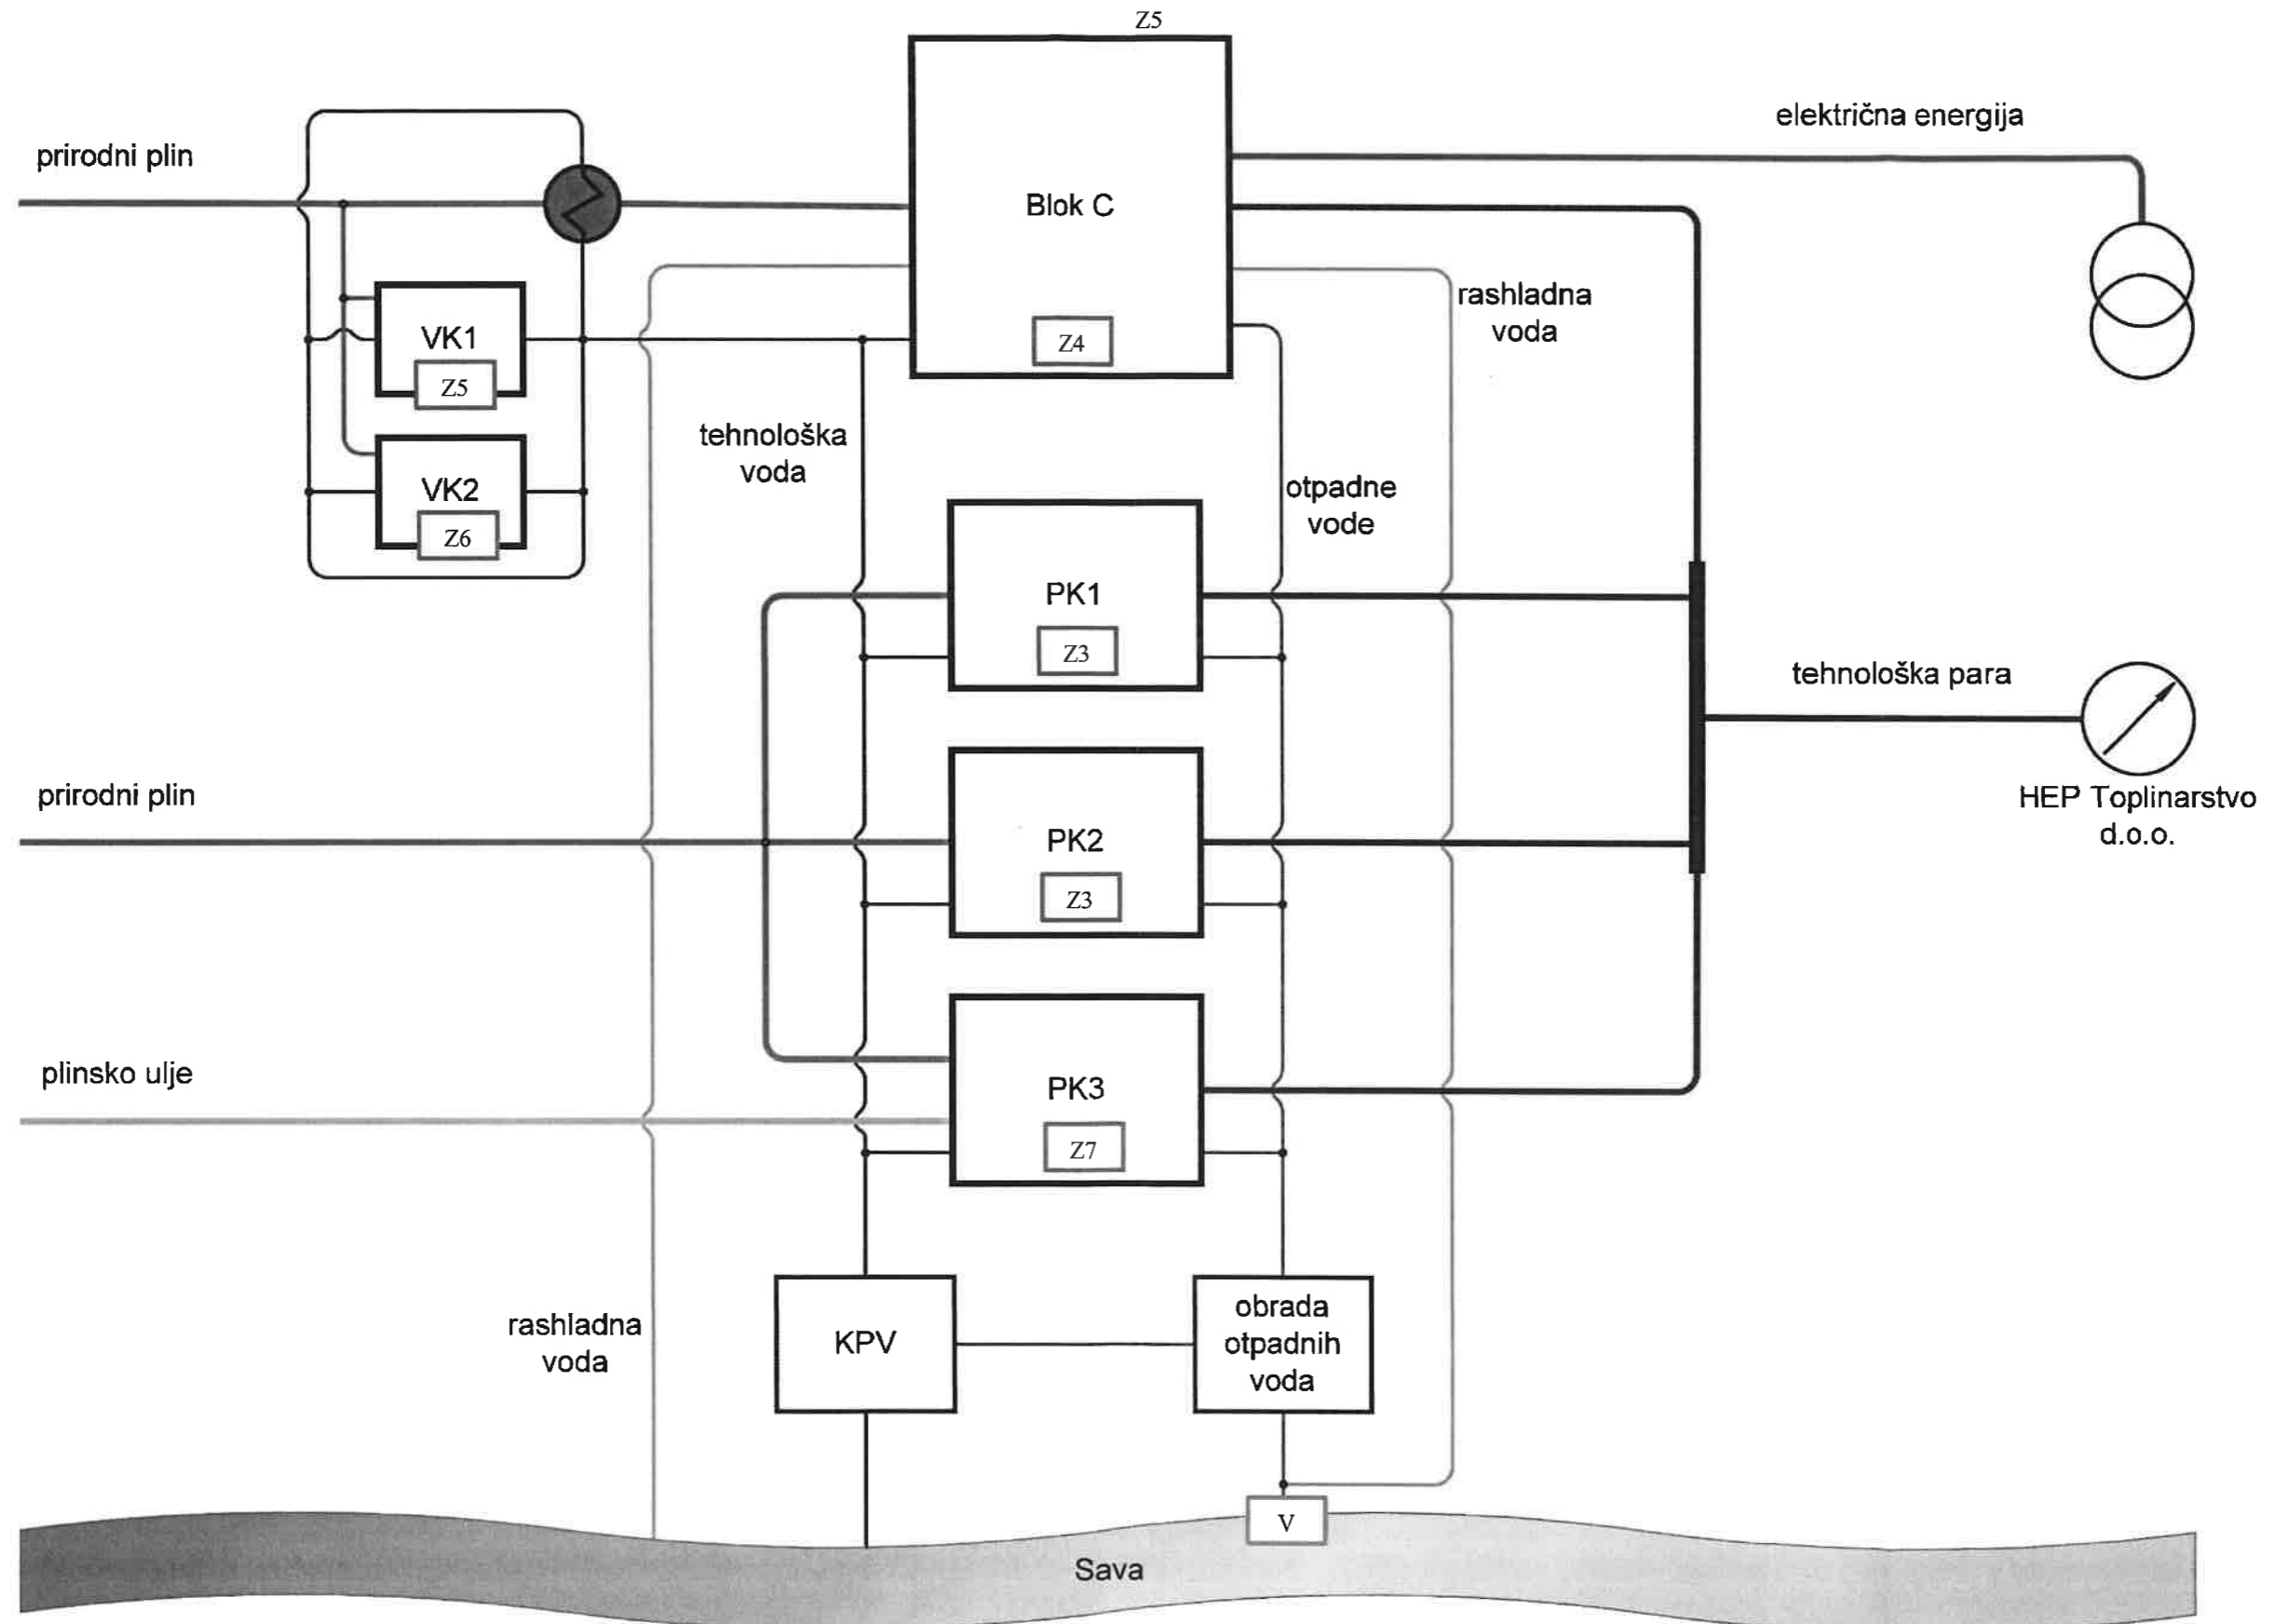 Z5
električna energija
prirodni plin
Blok C
rashladna
voda
VK1
Z4
Z5
tehnološka
voda
VK2
otpadne
vode
Z6
PK1
Z3
tehnološka para
prirodni plin
HEP Toplinarstvo
d.o.o.
PK2
Z3
plinsko ulje
PK3
Z7
rashladna
voda
KPV
obrada
otpadnih
voda
V
Sava